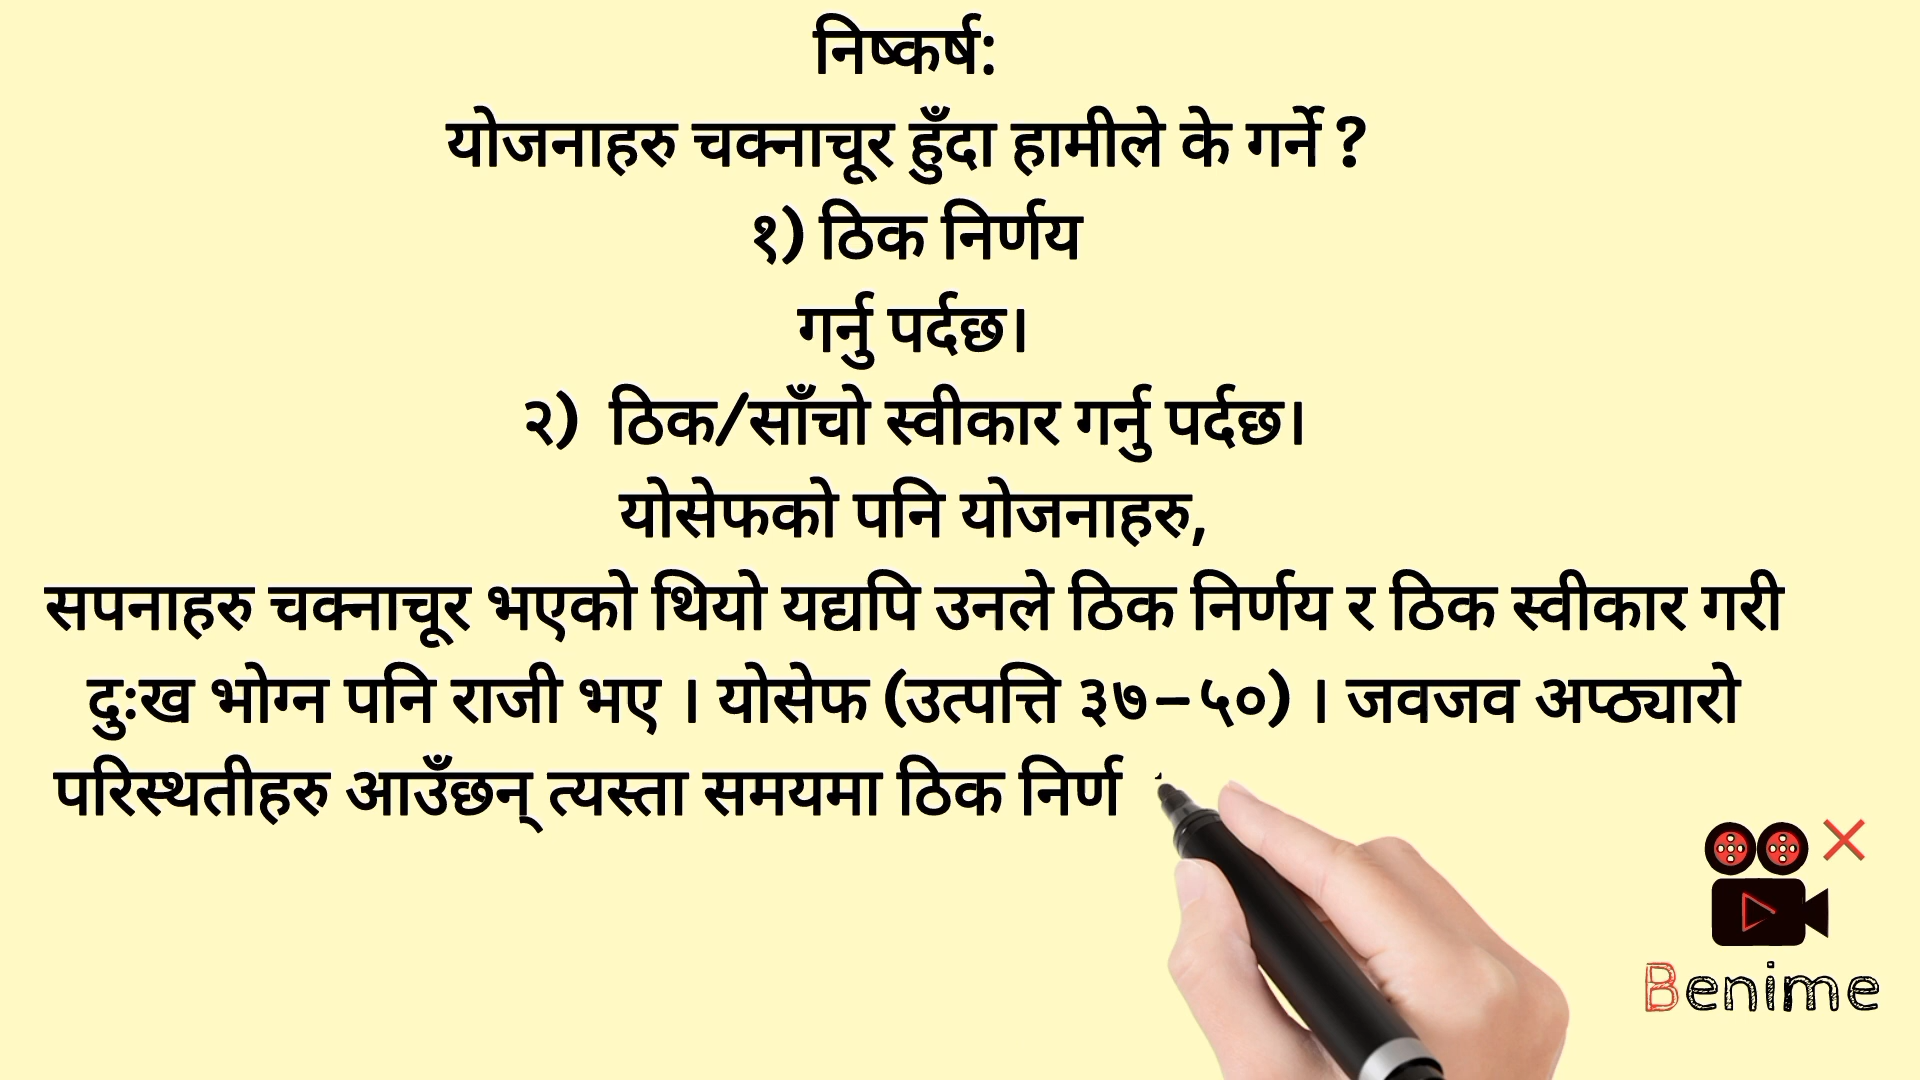 निष्कर्ष:
योजनाहरु चक्नाचूर हुँदा हामीले के गर्ने ?
१) ठिक निर्णय
गर्नु पर्दछ।
२) ठिक/साँचो स्वीकार गर्नु पर्दछ।
योसेफको पनि योजनाहरु,
सपनाहरु चक्नाचूर भएको थियो यद्यपि उनले ठिक निर्णय र ठिक स्वीकार गरी
दुःख भोग्न पनि राजी भए । योसेफ (उत्पत्ति ३७–५०) । जवजव अप्ठ्यारो
परिस्थतीहरु आउँछन् त्यस्ता समयमा ठिक निर्ण
Benime